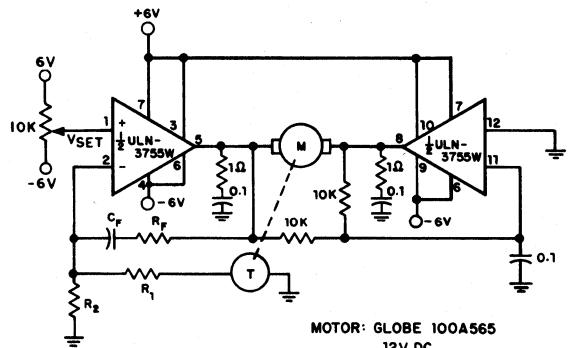 +6V
6V
10K
VSET
-6V
1
+
2
-
7
3
½ ULN-
3755W
5
6
4
-6V
1Ω
0.1
M
8
1Ω
0.1
10K
10
7
½ ULN-
3755W
9
6
-6V
12
11
CF
RF
10K
0.1
R1
T
R2
MOTOR: GLOBE 100A565
12V DC